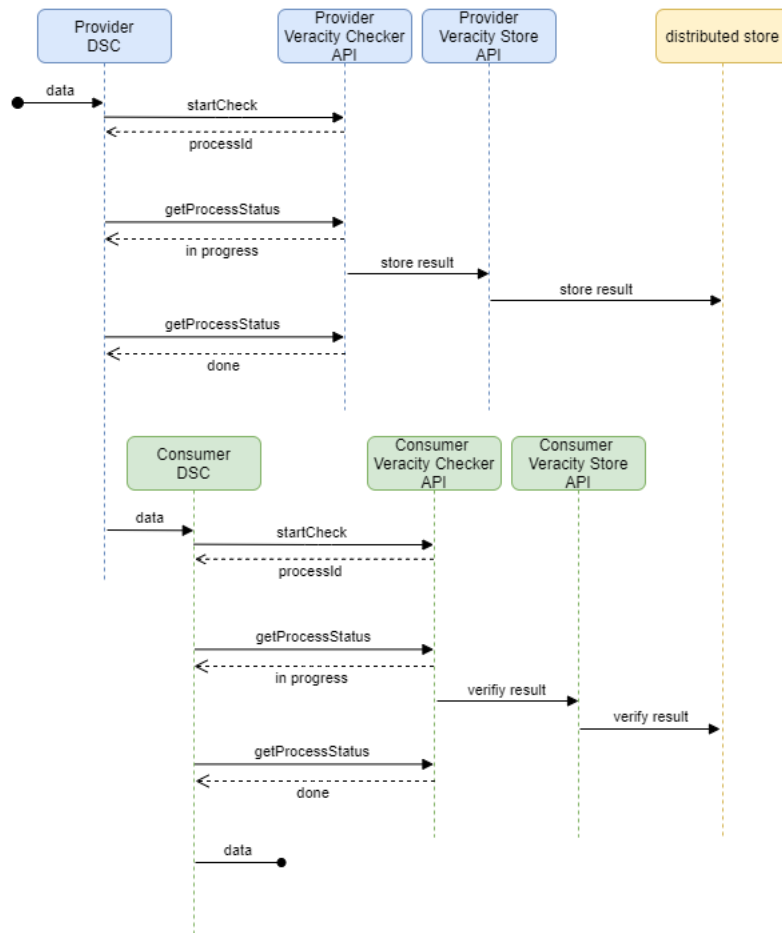 Provider
DSC
Provider
Veracity Checker
API
Provider
Veracity Store
API
distributed store
data
startCheck
processId
getProcessStatus
in progress
store result
store result
getProcessStatus
done
Consumer
DSC
Consumer
Veracity Checker
API
Consumer
Veracity Store
API
data
startCheck
processId
getProcessStatus
in progress
verifiy result
verify result
getProcessStatus
done
data